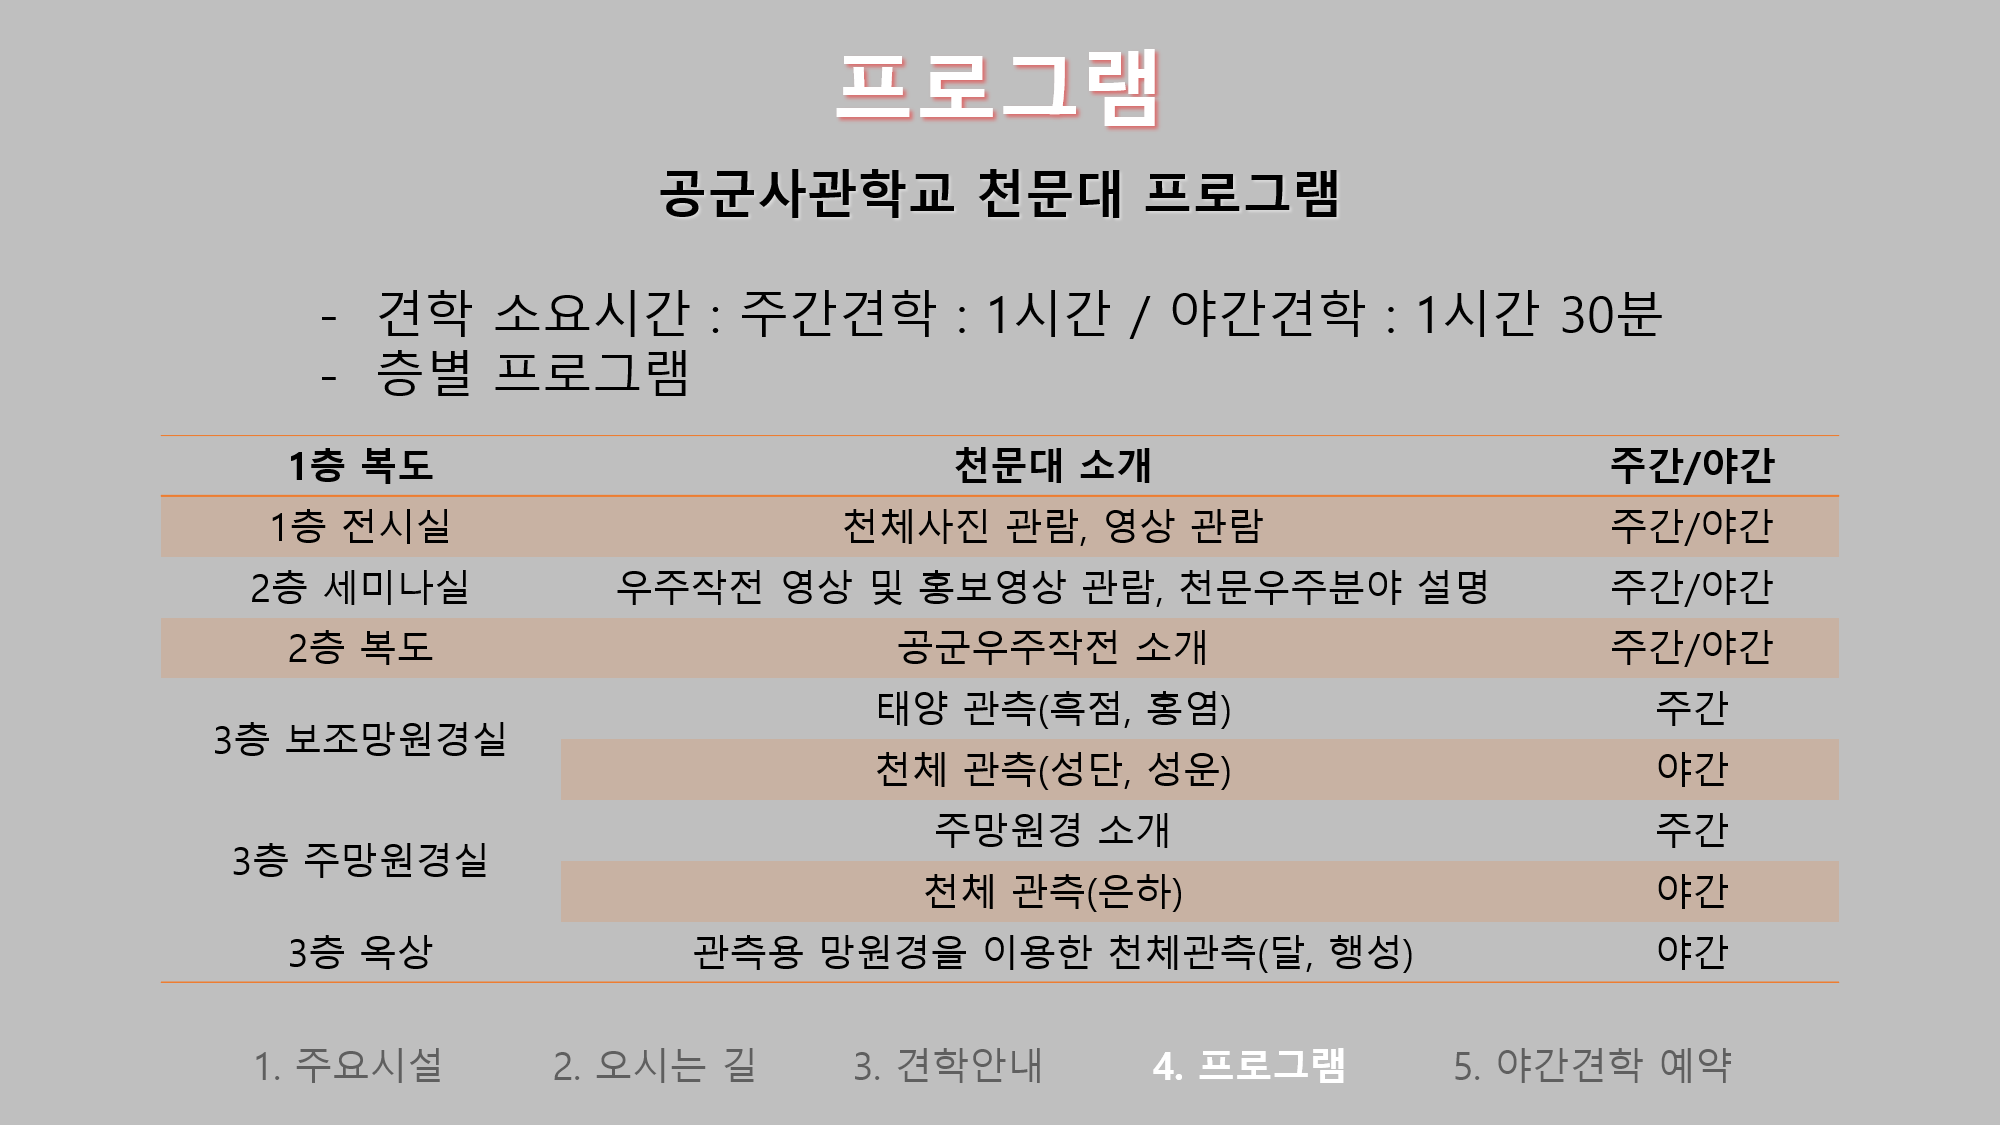 프로그램
공군사관학교 천문대 프로그램
- 견학 소요시간 : 주간견학 : 1시간 / 야간견학 : 1시간 30분
- 층별 프로그램
1층 복도 천문대 소개 주간/야간
1층 전시실 천체사진 관람, 영상 관람 주간/야간
2층 세미나실 우주작전 영상 및 홍보영상 관람, 천문우주분야 설명 주간/야간
2층 복도 공군우주작전 소개 주간/야간
3층 보조망원경실 태양 관측(흑점, 홍염) 주간
천체 관측(성단, 성운) 야간
3층 주망원경실 주망원경 소개 주간
천체 관측(은하) 야간
3층 옥상 관측용 망원경을 이용한 천체관측(달, 행성) 야간
1. 주요시설 2. 오시는 길 3. 견학안내 4. 프로그램 5. 야간견학 예약